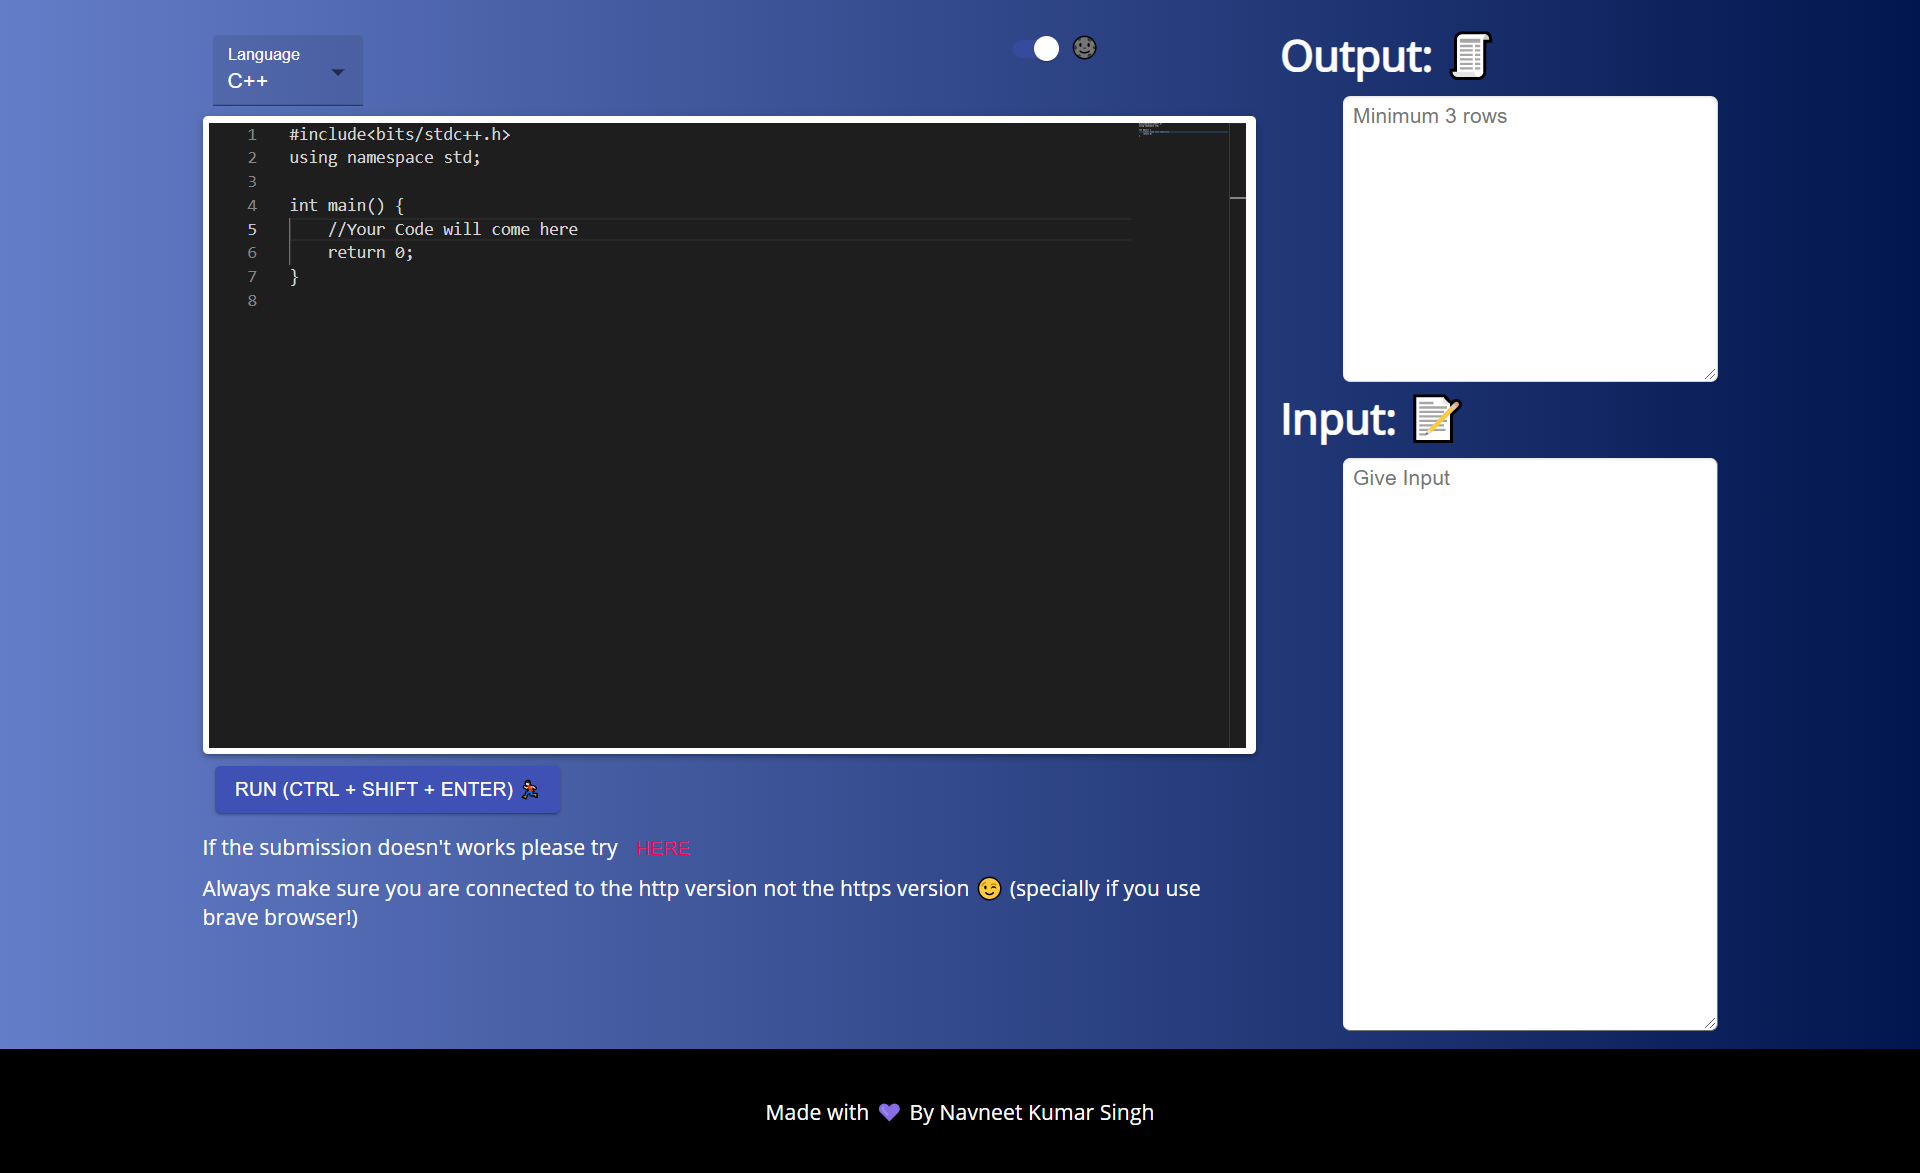 Language
C++
1 #include<bits/stdc++.h>
2 using namespace std;
3
4 int main() {
5 //Your Code will come here
6 return 0;
7 }
8
RUN (CTRL + SHIFT + ENTER)
If the submission doesn't works please try HERE
Always make sure you are connected to the http version not the https version 😉 (specially if you use
brave browser!)
Output:
Minimum 3 rows
Input:
Give Input
Made with 💜 By Navneet Kumar Singh